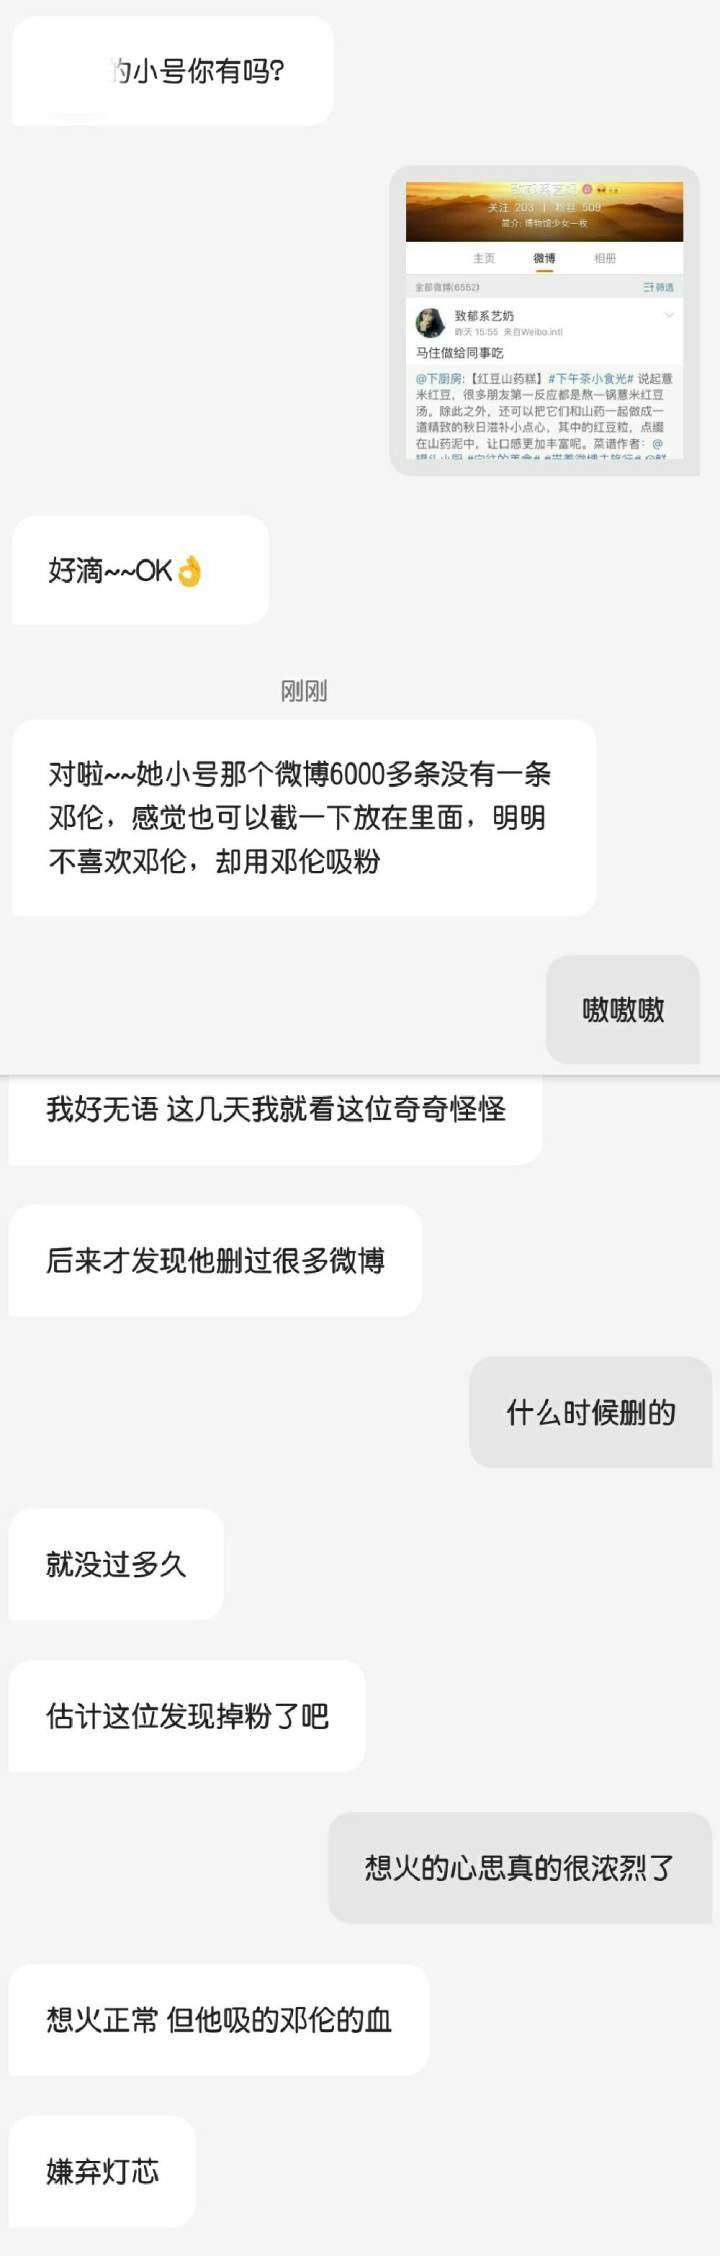 的小号你有吗?
关注 203 | 粉丝 509
简介: 博物馆少女一枚
主页 微博 相册
全部微博(6552) 筛选
致郁系艺奶
昨天 15:55 来自Weibo.intl
马住做给同事吃
@下厨房:【红豆山药糕】#下午茶小食光# 说起薏
米红豆，很多朋友第一反应都是熬一锅薏米红豆
汤。除此之外，还可以把它们和山药一起做成一
道精致的秋日滋补小点心，其中的红豆粒，点缀
在山药泥中，让口感更加丰富呢。菜谱作者：@
好滴~~OK👌
刚刚
对啦~~她小号那个微博6000多条没有一条
邓伦，感觉也可以截一下放在里面，明明
不喜欢邓伦，却用邓伦吸粉
嗷嗷嗷
我好无语 这几天我就看这位奇奇怪怪
后来才发现他删过很多微博
什么时候删的
就没过多久
估计这位发现掉粉了吧
想火的心思真的很浓烈了
想火正常 但他吸的邓伦的血
嫌弃灯芯